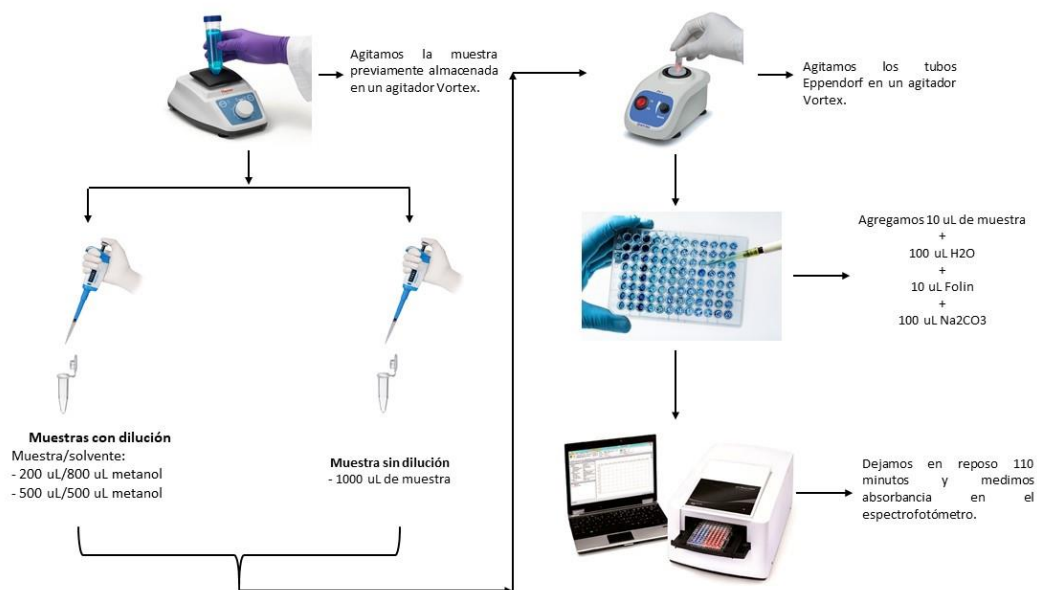 Agitamos la muestra
previamente almacenada
en un agitador Vortex.
Muestras con dilución
Muestra/solvente:
- 200 uL/800 uL metanol
- 500 uL/500 uL metanol
Muestra sin dilución
- 1000 uL de muestra
Agitamos los tubos
Eppendorf en un agitador
Vortex.
Agregamos 10 uL de muestra
+
100 uL H2O
+
10 uL Folin
+
100 uL Na2CO3
Dejamos en reposo 110
minutos y medimos
absorbancia en el
espectrofotómetro.